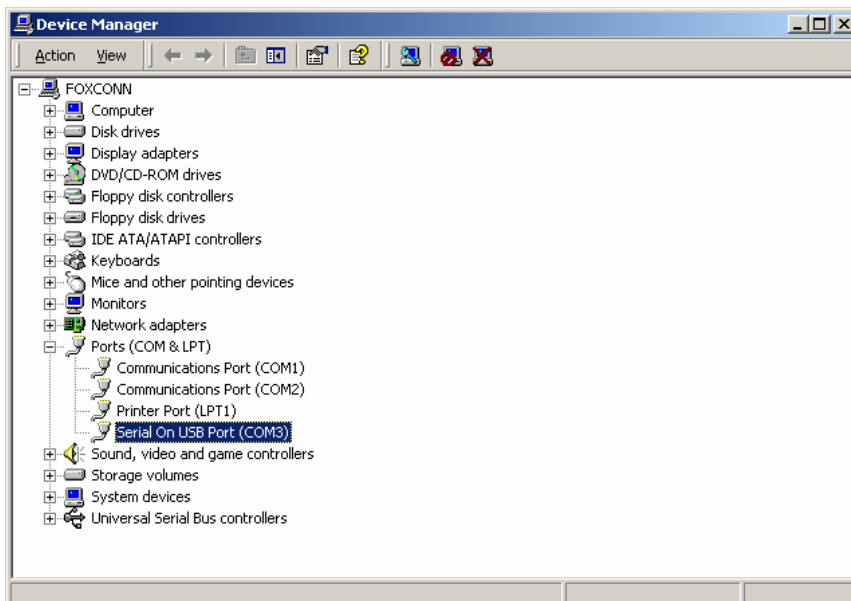 Device Manager
Action View
FOXCONN
Computer
Disk drives
Display adapters
DVD/CD-ROM drives
Floppy disk controllers
Floppy disk drives
IDE ATA/ATAPI controllers
Keyboards
Mice and other pointing devices
Monitors
Network adapters
Ports (COM & LPT)
Communications Port (COM1)
Communications Port (COM2)
Printer Port (LPT1)
Serial On USB Port (COM3)
Sound, video and game controllers
Storage volumes
System devices
Universal Serial Bus controllers